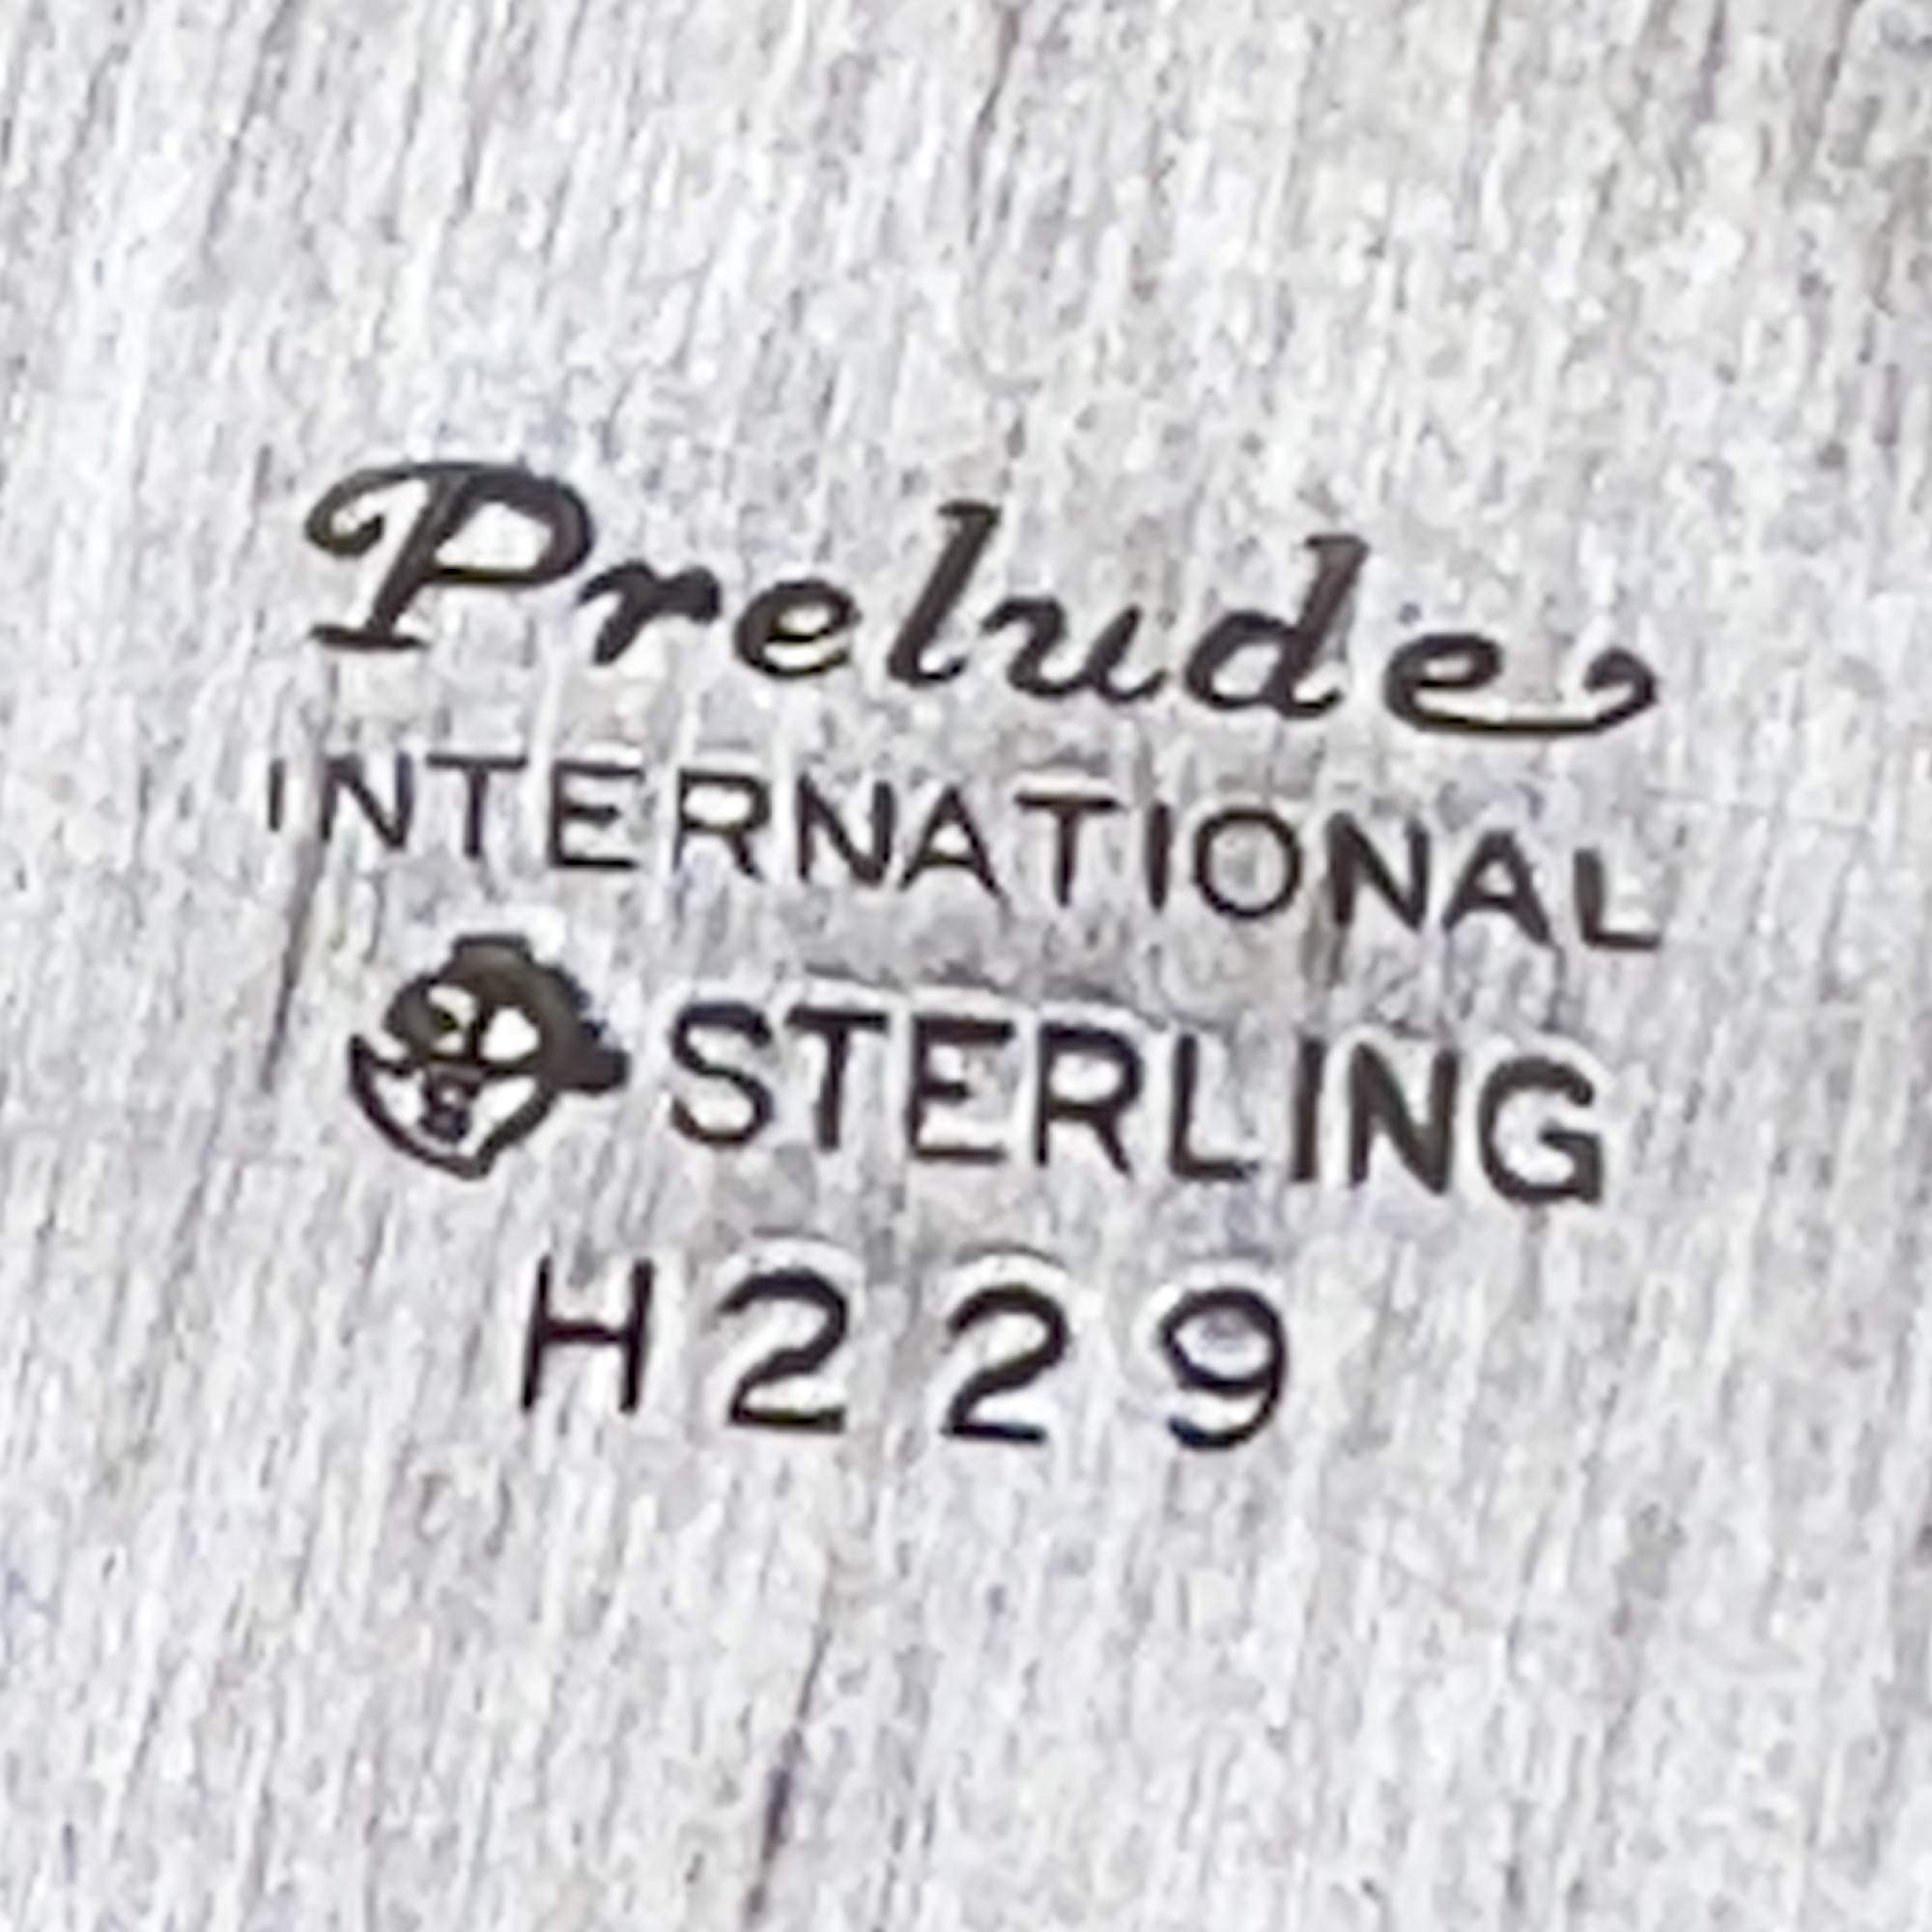 Prelude
INTERNATIONAL
S STERLING
H229